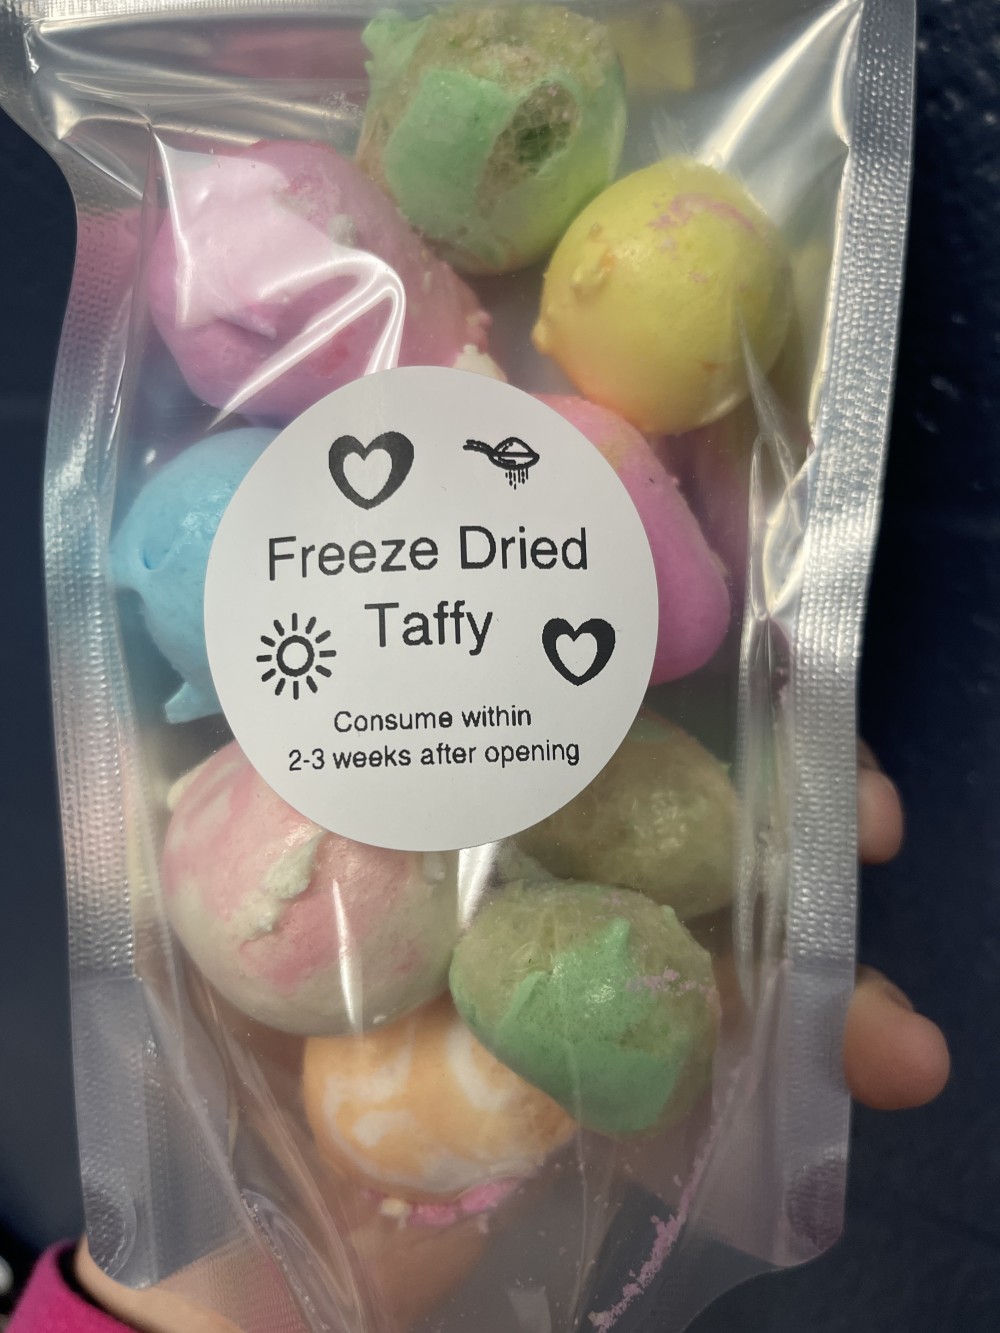 Freeze Dried
Taffy
Consume within
2-3 weeks after opening